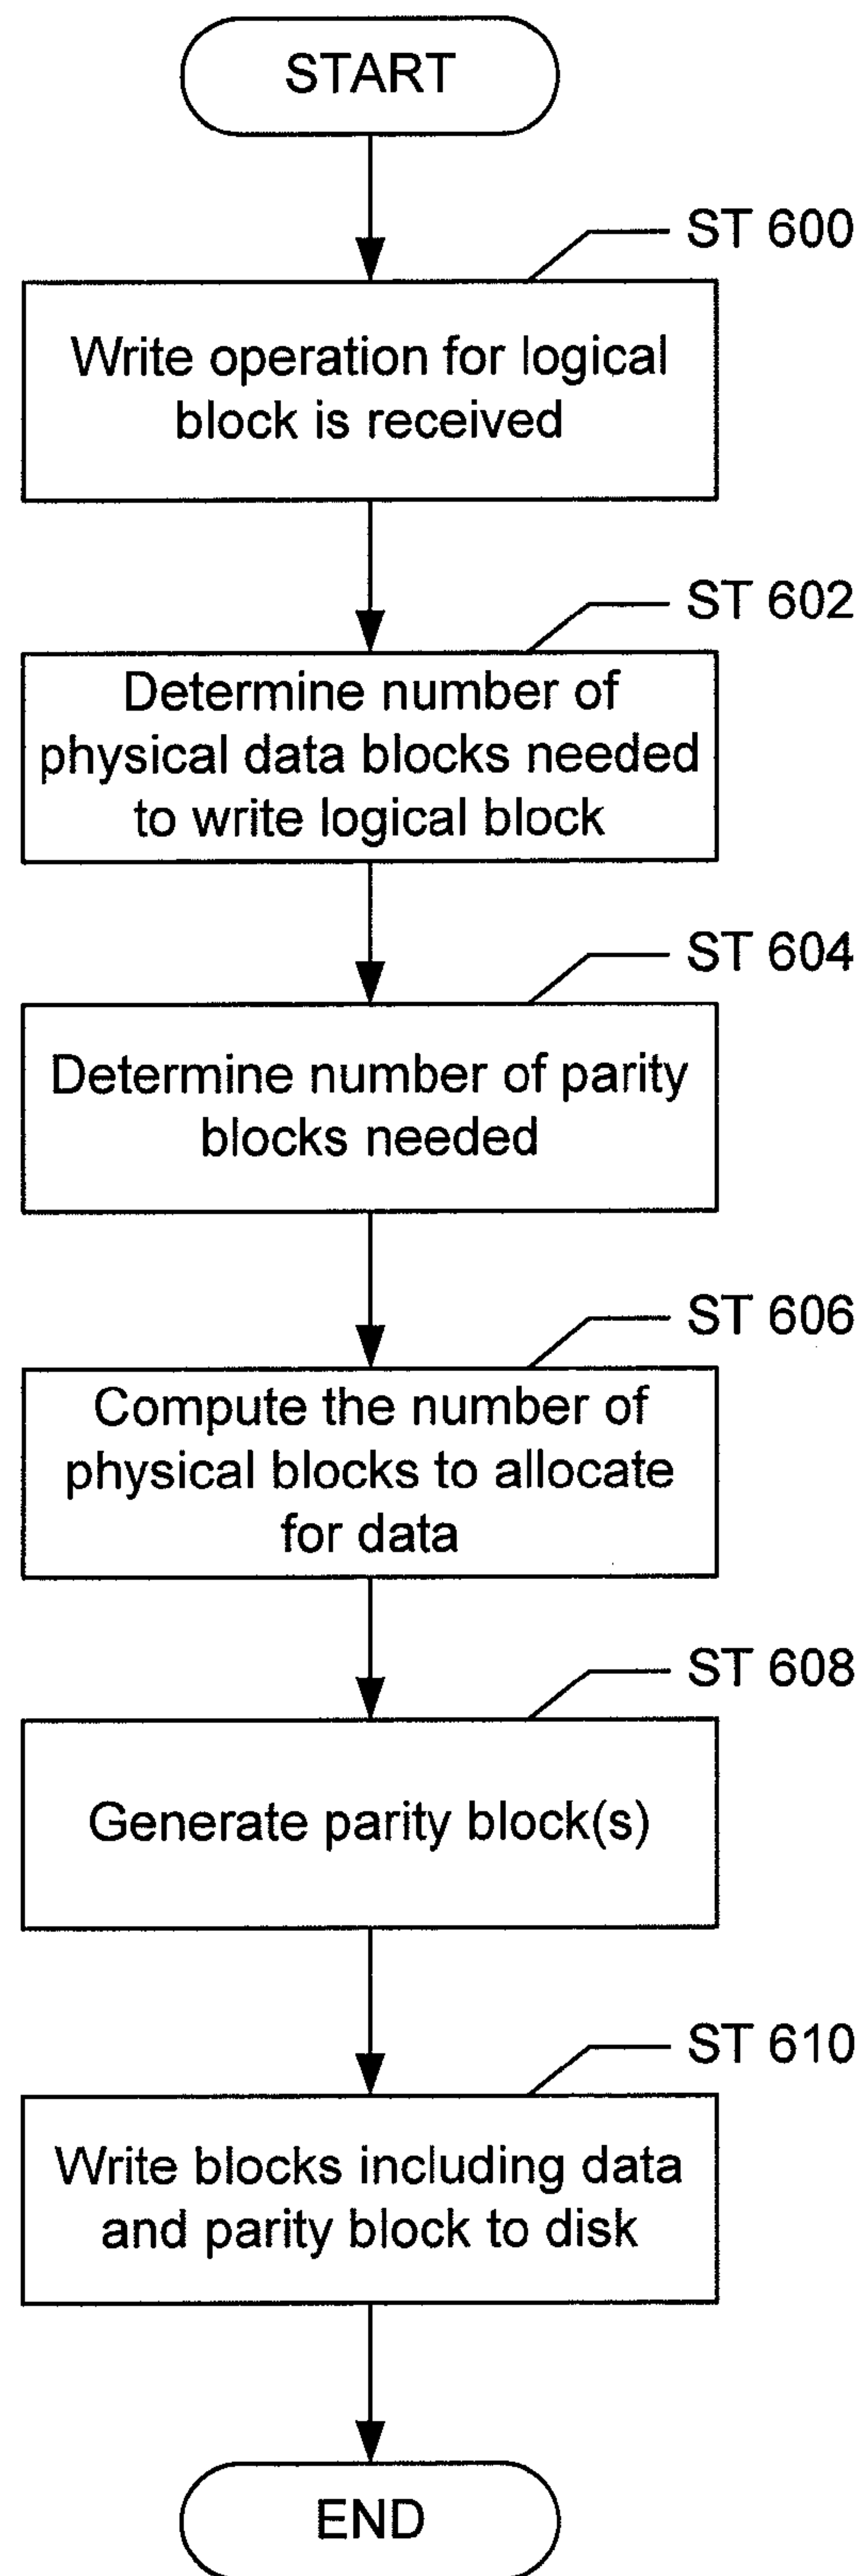 START
ST 600
Write operation for logical
block is received
ST 602
Determine number of
physical data blocks needed
to write logical block
ST 604
Determine number of parity
blocks needed
ST 606
Compute the number of
physical blocks to allocate
for data
ST 608
Generate parity block(s)
ST 610
Write blocks including data
and parity block to disk
END